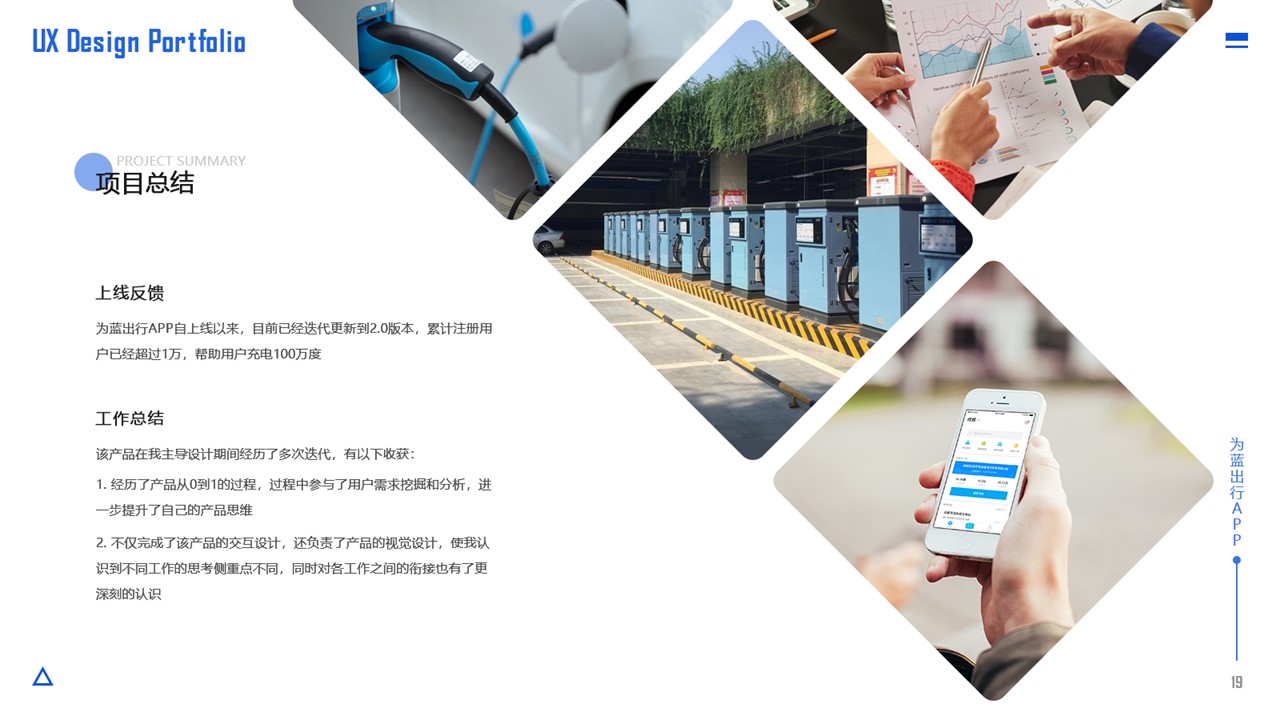 UX Design Portfolio
PROJECT SUMMARY
项目总结
上线反馈
为蓝出行APP自上线以来，目前已经迭代更新到2.0版本，累计注册用
户已经超过1万，帮助用户充电100万度
工作总结
该产品在我主导设计期间经历了多次迭代，有以下收获：
1. 经历了产品从0到1的过程，过程中参与了用户需求挖掘和分析，进
一步提升了自己的产品思维
2. 不仅完成了该产品的交互设计，还负责了产品的视觉设计，使我认
识到不同工作的思考侧重点不同，同时对各工作之间的衔接也有了更
深刻的认识
为蓝出行APP
19